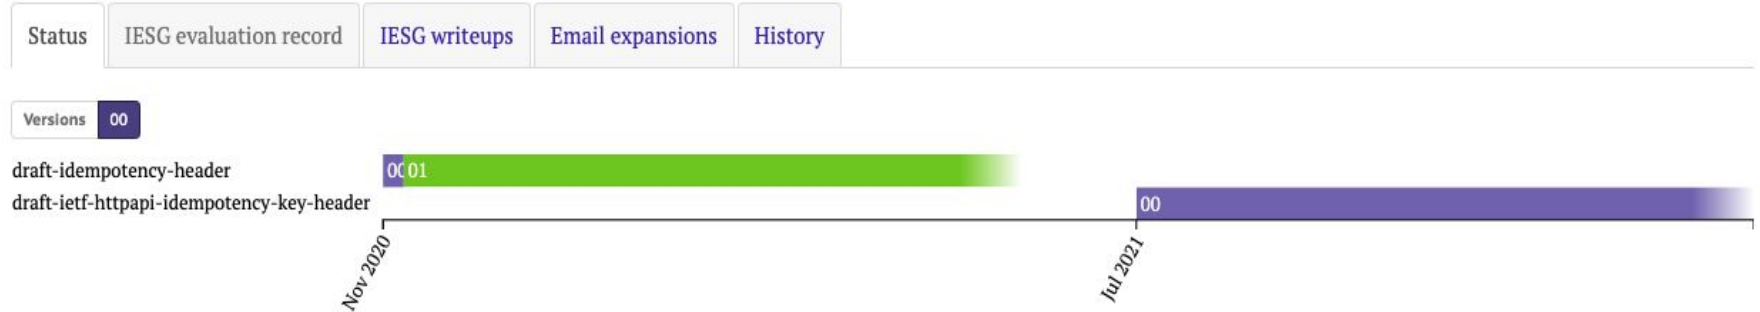 Status IESG evaluation record IESG writeups Email expansions History
Versions 00
draft-idempotency-header 00 01
draft-ietf-httpapi-idempotency-key-header 00
Nov 2020 Jul 2021